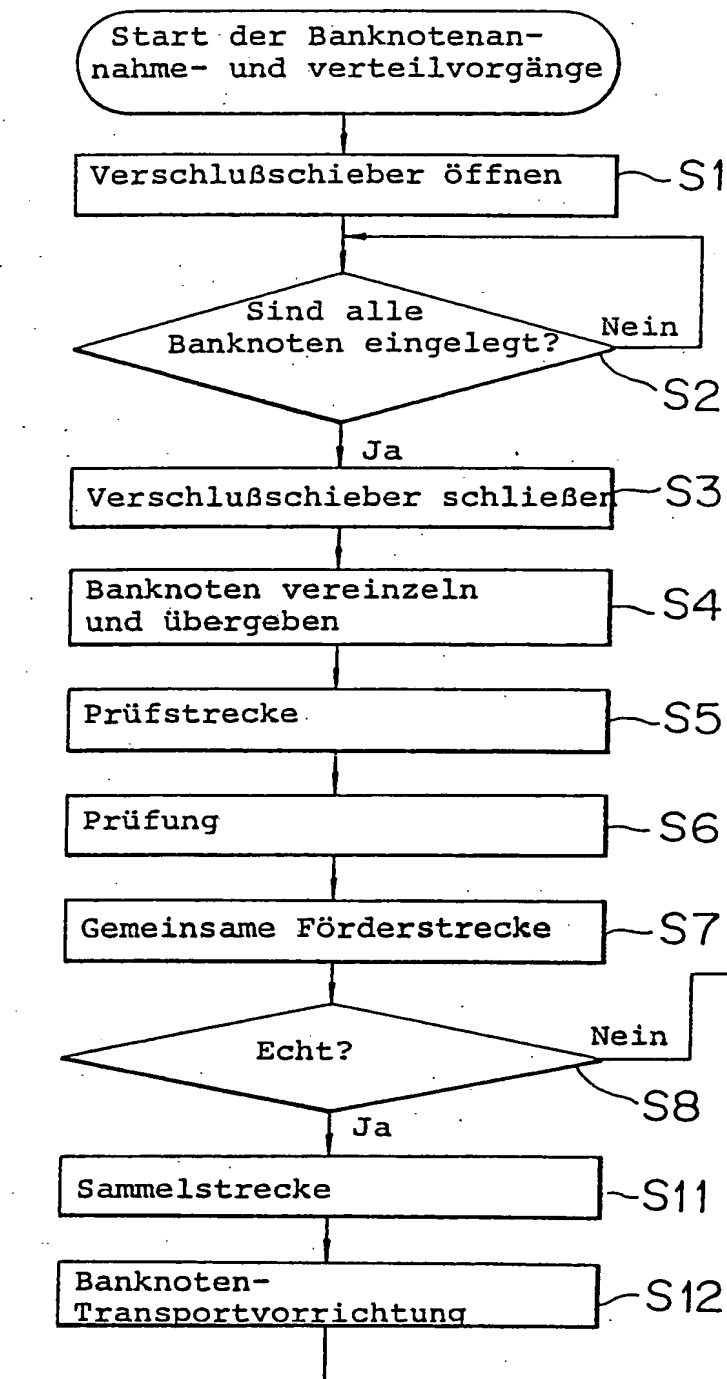 Start der Banknotenan-
nahme- und verteilvorgänge
Verschlußschieber öffnen
S1
Sind alle
Banknoten eingelegt?
Nein
S2
Ja
Verschlußschieber schließen
S3
Banknoten vereinzeln
und übergeben
S4
Prüfstrecke
S5
Prüfung
S6
Gemeinsame Förderstrecke
S7
Echt?
Nein
S8
Ja
Sammelstrecke
S11
Banknoten-
Transportvorrichtung
S12